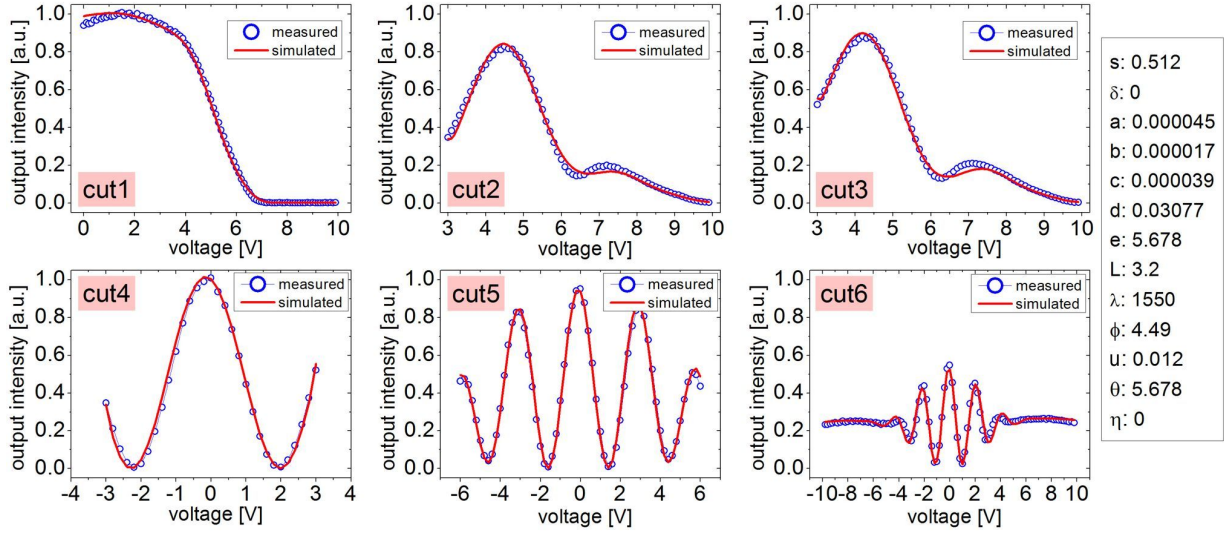 output intensity [a.u.]
1.0
0.8
0.6
0.4
0.2
0.0
measured
simulated
cut1
0 2 4 6 8 10
voltage [V]
output intensity [a.u.]
1.0
0.8
0.6
0.4
0.2
0.0
measured
simulated
cut2
3 4 5 6 7 8 9 10
voltage [V]
output intensity [a.u.]
1.0
0.8
0.6
0.4
0.2
0.0
measured
simulated
cut3
3 4 5 6 7 8 9 10
voltage [V]
output intensity [a.u.]
1.0
0.8
0.6
0.4
0.2
0.0
measured
simulated
cut4
-4 -3 -2 -1 0 1 2 3 4
voltage [V]
output intensity [a.u.]
1.0
0.8
0.6
0.4
0.2
0.0
measured
simulated
cut5
-6 -4 -2 0 2 4 6
voltage [V]
output intensity [a.u.]
1.0
0.8
0.6
0.4
0.2
0.0
measured
simulated
cut6
-10 -8 -6 -4 -2 0 2 4 6 8 10
voltage [V]
s: 0.512
δ: 0
a: 0.000045
b: 0.000017
c: 0.000039
d: 0.03077
e: 5.678
L: 3.2
λ: 1550
ϕ: 4.49
u: 0.012
θ: 5.678
η: 0